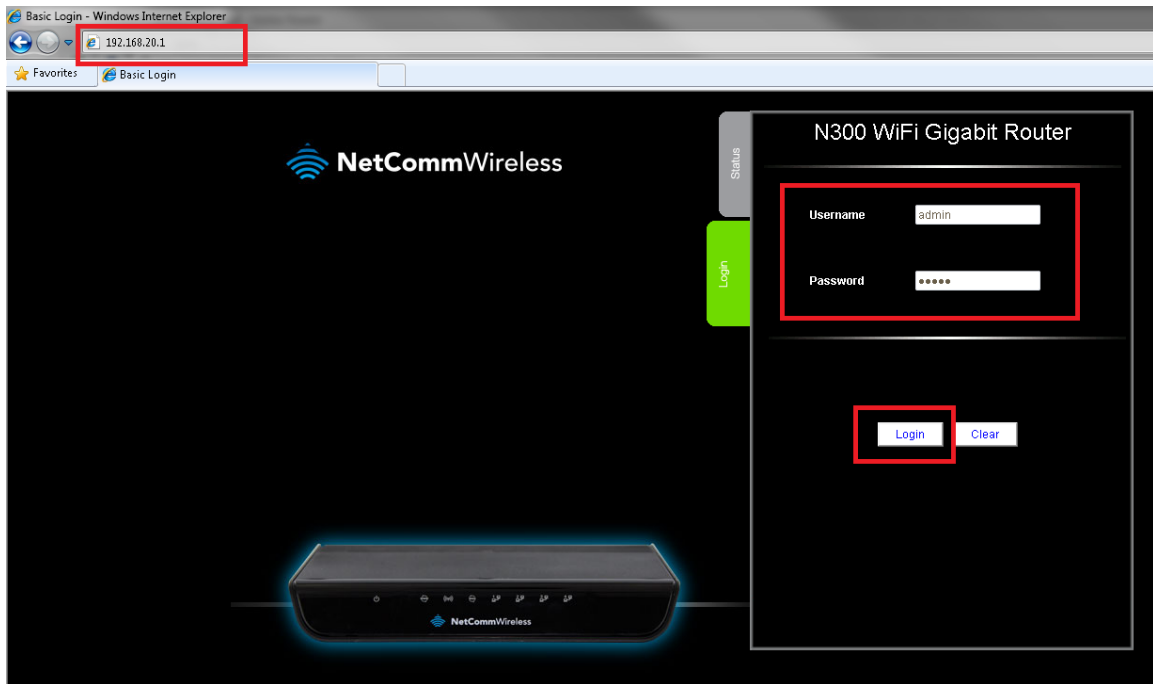 Basic Login - Windows Internet Explorer
192.168.20.1
Favorites
Basic Login
NetCommWireless
Status
Login
N300 WiFi Gigabit Router
Username admin
Password •••••
Login Clear
NetCommWireless